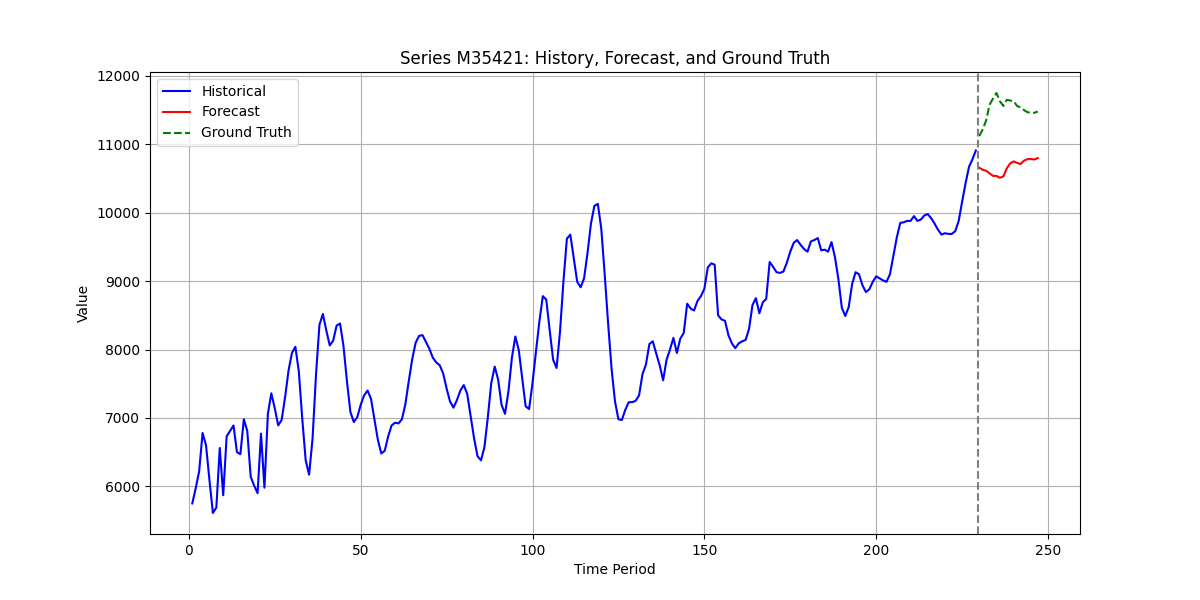 Series M35421: History, Forecast, and Ground Truth
12000
11000
10000
9000
8000
7000
6000
Value
Historical
Forecast
Ground Truth
0 50 100 150 200 250
Time Period